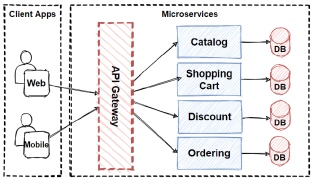 Client Apps
Microservices
Web
Mobile
API Gateway
Catalog
DB
Shopping
Cart
DB
Discount
DB
Ordering
DB